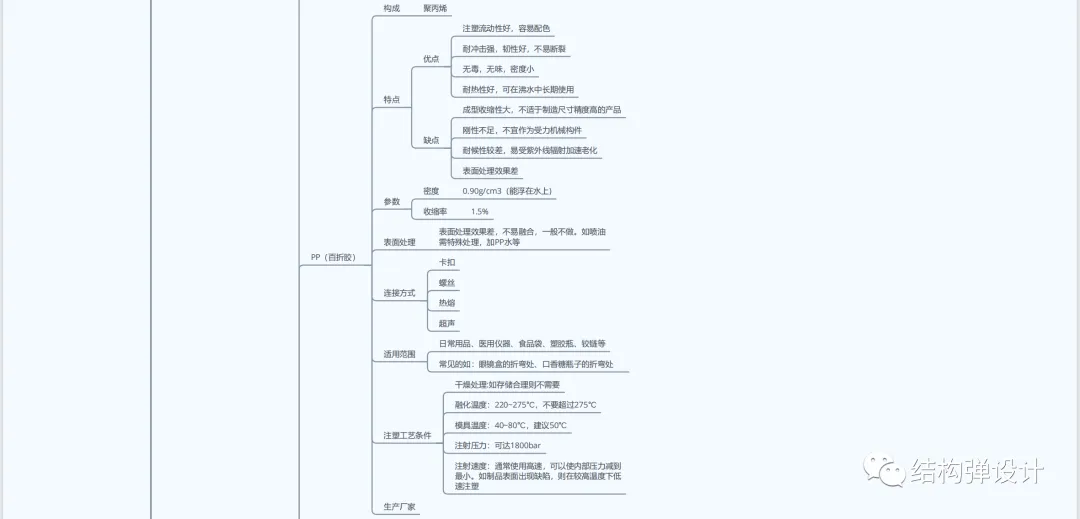 构成
聚丙烯
注塑流动性好，容易配色
耐冲击强，韧性好，不易断裂
优点
无毒，无味，密度小
耐热性好，可在沸水中长期使用
特点
成型收缩性大，不适于制造尺寸精度高的产品
刚性不足，不宜作为受力机械构件
缺点
耐候性较差，易受紫外线辐射加速老化
表面处理效果差
密度
0.90g/cm3（能浮在水上）
参数
收缩率
1.5%
表面处理效果差，不易融合，一般不做。如喷油
表面处理
需特殊处理，加PP水等
PP（百折胶）
卡扣
螺丝
连接方式
热熔
超声
日常用品、医用仪器、食品袋、塑胶瓶、铰链等
适用范围
常见的如：眼镜盒的折弯处、口香糖瓶子的折弯处
干燥处理:如存储合理则不需要
融化温度：220~275℃，不要超过275℃
模具温度：40~80℃，建议50℃
注塑工艺条件
注射压力：可达1800bar
注射速度：通常使用高速，可以使内部压力减到
最小。如制品表面出现缺陷，则在较高温度下低
速注塑
生产厂家
结构弹设计